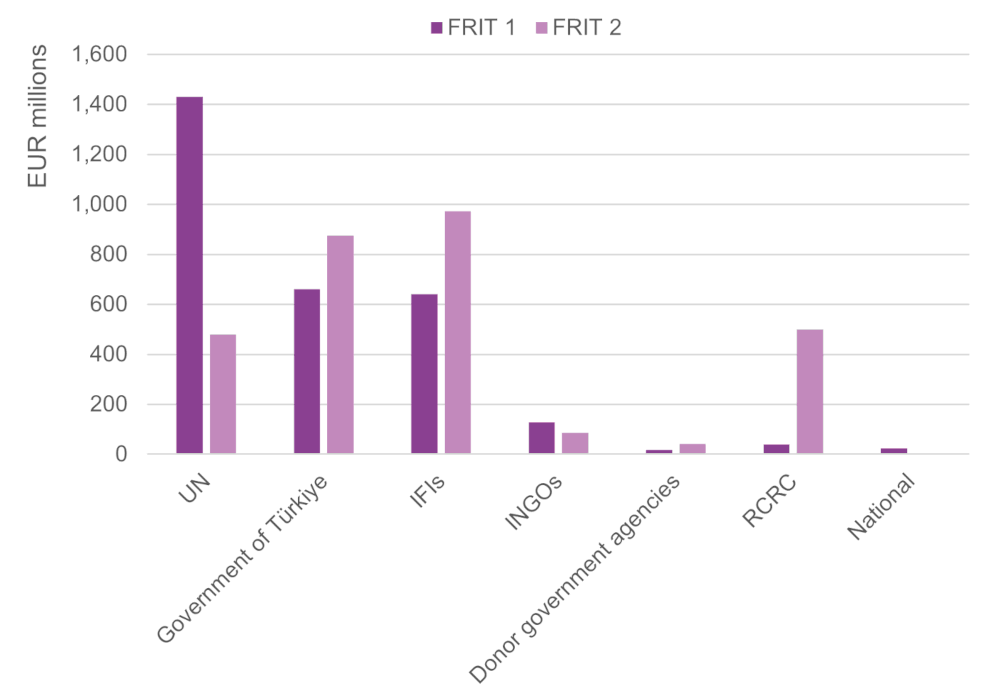 FRIT 1 FRIT 2
EUR millions
1,600
1,400
1,200
1,000
800
600
400
200
0
UN
Government of Türkiye
IFIs
INGOs
Donor government agencies
RCRC
National